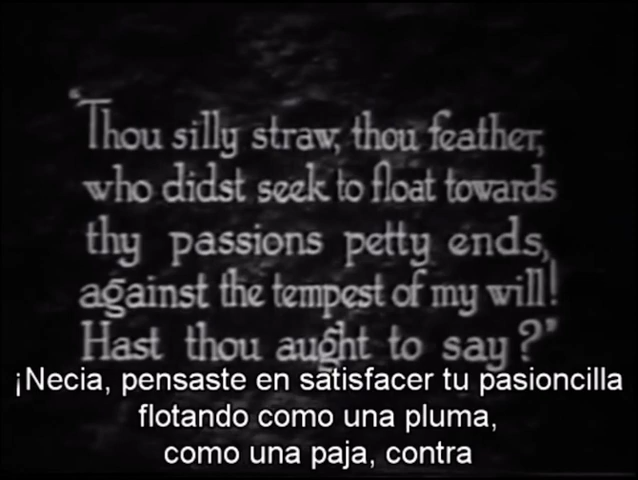 "Thou silly straw, thou feather,
who didst seek to float towards
thy passions petty ends,
against the tempest of my will!
Hast thou aught to say?"
¡Necia, pensaste en satisfacer tu pasioncilla
flotando como una pluma,
como una paja, contra